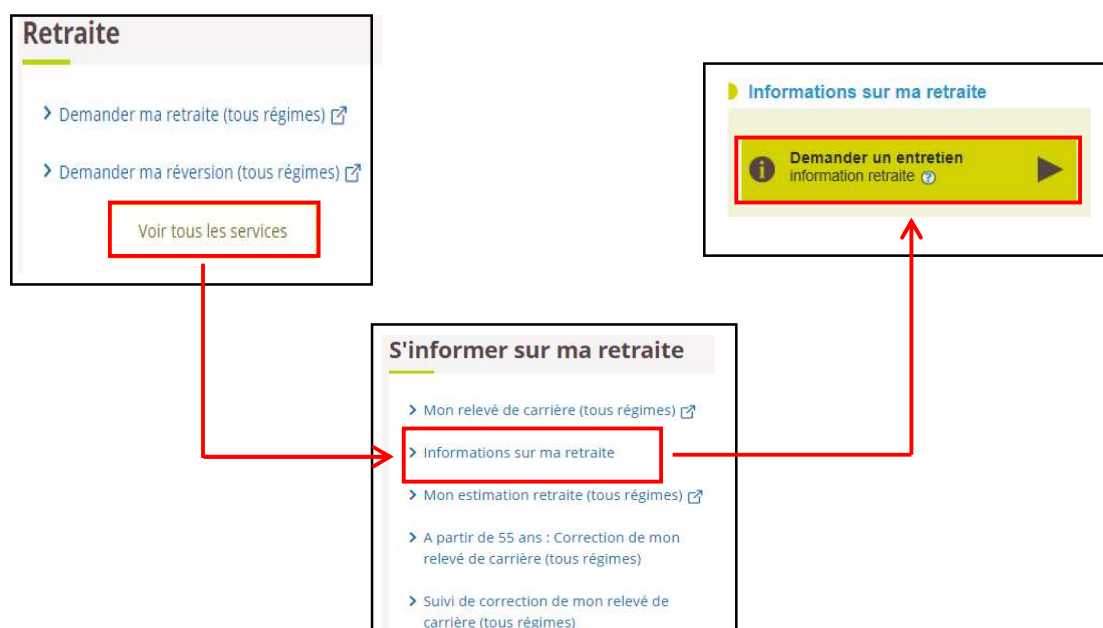 Retraite
Demander ma retraite (tous régimes)
Demander ma réversion (tous régimes)
Voir tous les services
S'informer sur ma retraite
Mon relevé de carrière (tous régimes)
Informations sur ma retraite
Mon estimation retraite (tous régimes)
A partir de 55 ans : Correction de mon
relevé de carrière (tous régimes)
Suivi de correction de mon relevé de
carrière (tous régimes)
Informations sur ma retraite
Demander un entretien
information retraite